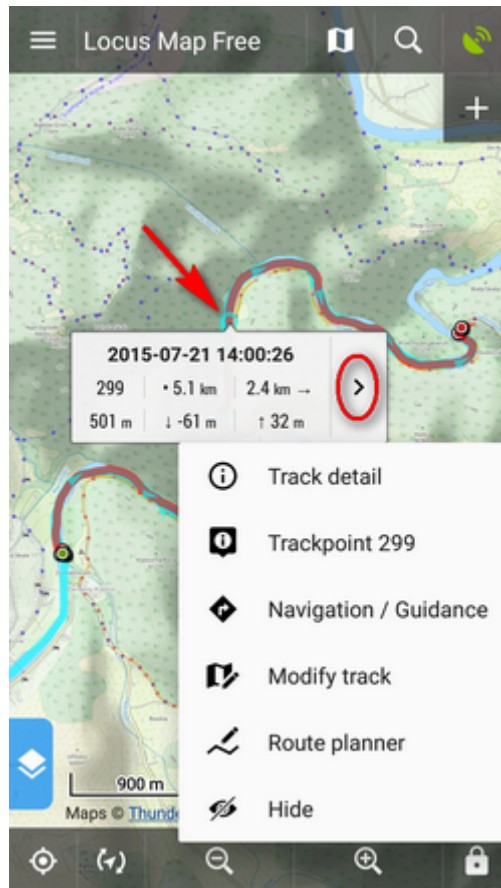 Locus Map Free
2015-07-21 14:00:26
299 • 5.1 km 2.4 km →
501 m ↓ -61 m ↑ 32 m
Track detail
Trackpoint 299
Navigation / Guidance
Modify track
Route planner
Hide
900 m
Maps © Thunde